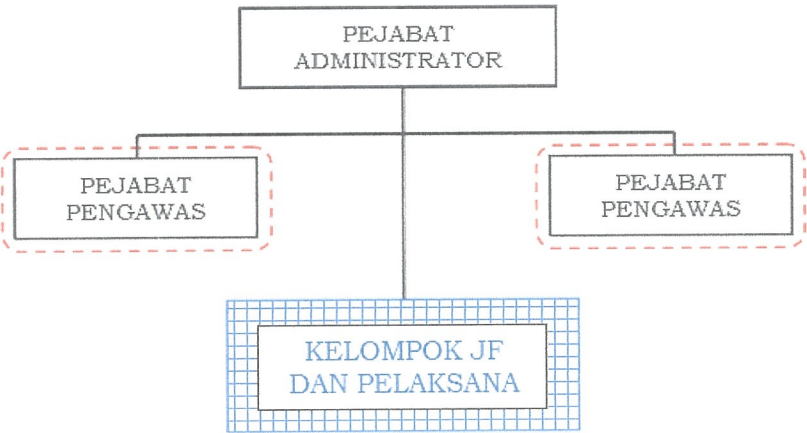 PEJABAT
ADMINISTRATOR
PEJABAT
PENGAWAS
PEJABAT
PENGAWAS
KELOMPOK JF
DAN PELAKSANA